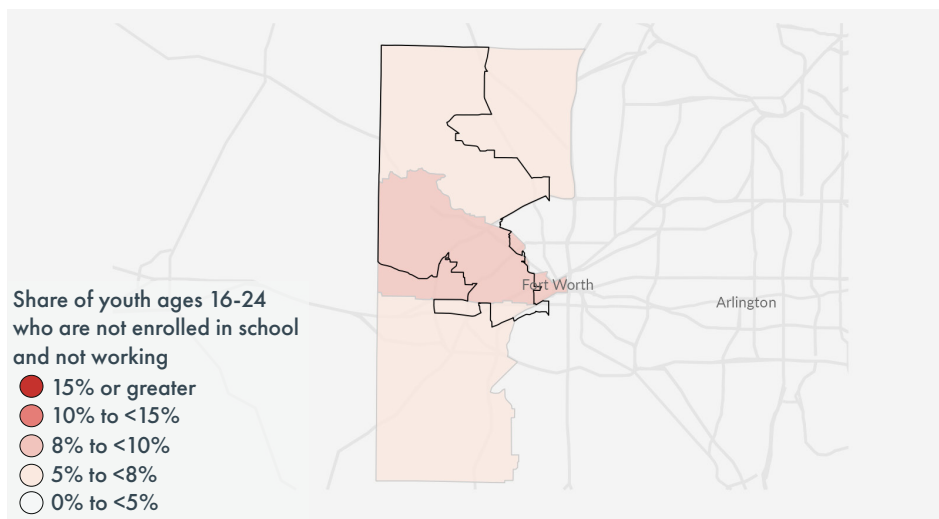 Fort Worth
Arlington
Share of youth ages 16-24
who are not enrolled in school
and not working
15% or greater
10% to <15%
8% to <10%
5% to <8%
0% to <5%